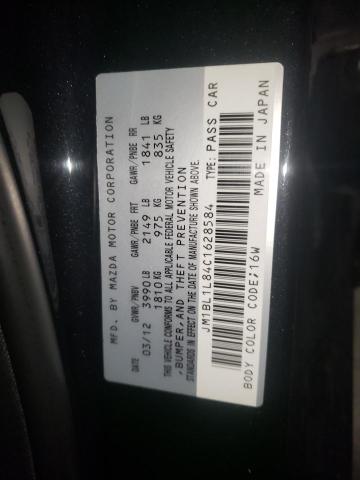 MFD. BY MAZDA MOTOR CORPORATION
DATE GVWR/PNBV GAWR/PNBE FRT GAWR/PNBE RR
03/12 3990 LB 2149 LB 1841 LB
1810 KG 975 KG 835 KG
THIS VEHICLE CONFORMS TO ALL APPLICABLE FEDERAL MOTOR VEHICLE SAFETY
,BUMPER,AND THEFT PREVENTION
STANDARDS IN EFFECT ON THE DATE OF MANUFACTURE SHOWN ABOVE.
JM1BL1L84C1628584 TYPE: PASS CAR
BODY COLOR CODE;16W MADE IN JAPAN